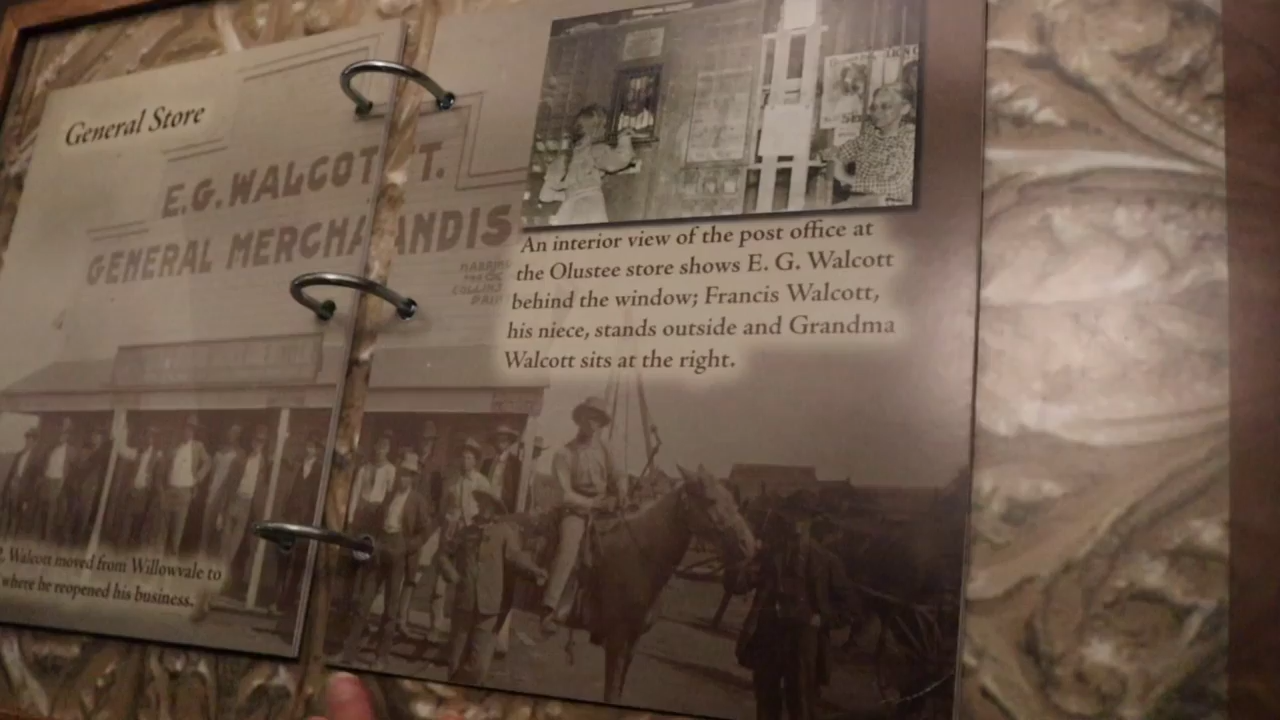 General Store
E.G. WALCOTT T.
GENERAL MERCHA ANDIS
An interior view of the post office at
the Olustee store shows E. G. Walcott
behind the window; Francis Walcott,
his niece, stands outside and Grandma
Walcott sits at the right.
Walcott moved from Willowvale to
where he reopened his business.